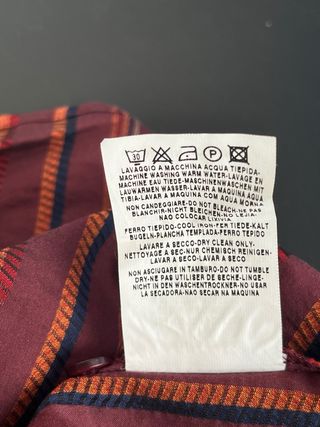 30 P
LAVAGGIO A MACCHINA ACQUA TIEPIDA-
MACHINE WASHING WARM WATER-LAVAGE EN
MACHINE EAU TIEDE-MASCHINENWASCHEN MIT
LAUWARMEN WASSER-LAVAR A MAQUINA AGUA
TIBIA-LAVAR A MAQUINA COM AQUA MORNA
NON CANDEGGIARE-DO NOT BLEACH-NE PAS
BLANCHIR-NICHT BLEICHEN-NO LEJIA
NAO COLOCAR LIXIVIA
FERRO TIEPIDO-COOL IRON-FER TIEDE-KALT
BUGELN-PLANCHA TEMPLADA-FERRO TEPIDO
LAVARE A SECCO-DRY CLEAN ONLY-
NETTOYAGE A SEC-NUR CHEMISCH REINIGEN-
LAVAR A SECO-LAVAR A SECO
NON ASCIUGARE IN TAMBURO-DO NOT TUMBLE
DRY-NE PAS UTILISER DE SECHE-LINGE-
NICHT IN DEN WASCHENTROCKNER-NO USAR
LA SECADORA-NAO SECAR NA MAQUINA